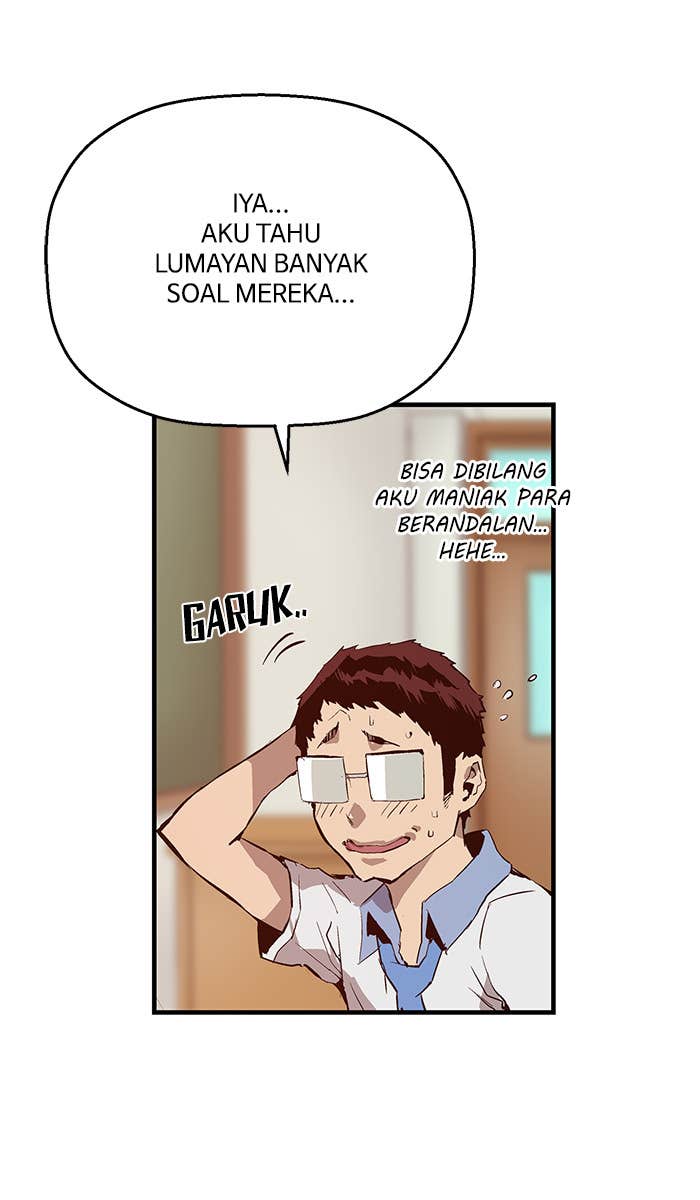 IYA...
AKU TAHU
LUMAYAN BANYAK
SOAL MEREKA...
BISA DIBILANG
AKU MANIAK PARA
BERANDALAN...
HEHE...
GARUK..